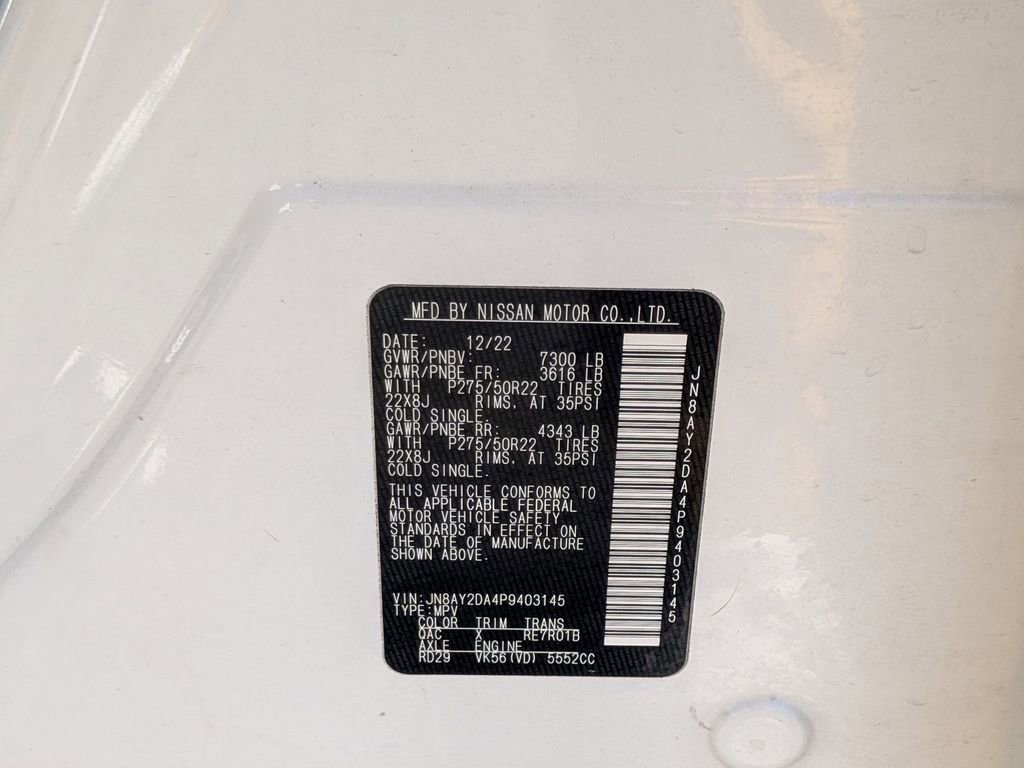 MFD BY NISSAN MOTOR CO.,LTD.
DATE: 12/22
GVWR/PNBV: 7300 LB
GAWR/PNBE FR: 3616 LB
WITH P275/50R22 TIRES
22X8J RIMS, AT 35PSI
COLD SINGLE.
GAWR/PNBE RR: 4343 LB
WITH P275/50R22 TIRES
22X8J RIMS, AT 35PSI
COLD SINGLE.
THIS VEHICLE CONFORMS TO
ALL APPLICABLE FEDERAL
MOTOR VEHICLE SAFETY
STANDARDS IN EFFECT ON
THE DATE OF MANUFACTURE
SHOWN ABOVE.
VIN:JN8AY2DA4P9403145
TYPE:MPV
COLOR TRIM TRANS
QAC X RE7R01B
AXLE ENGINE
RD29 VK56(VD) 5552CC
JN8AY2DA4P9403145